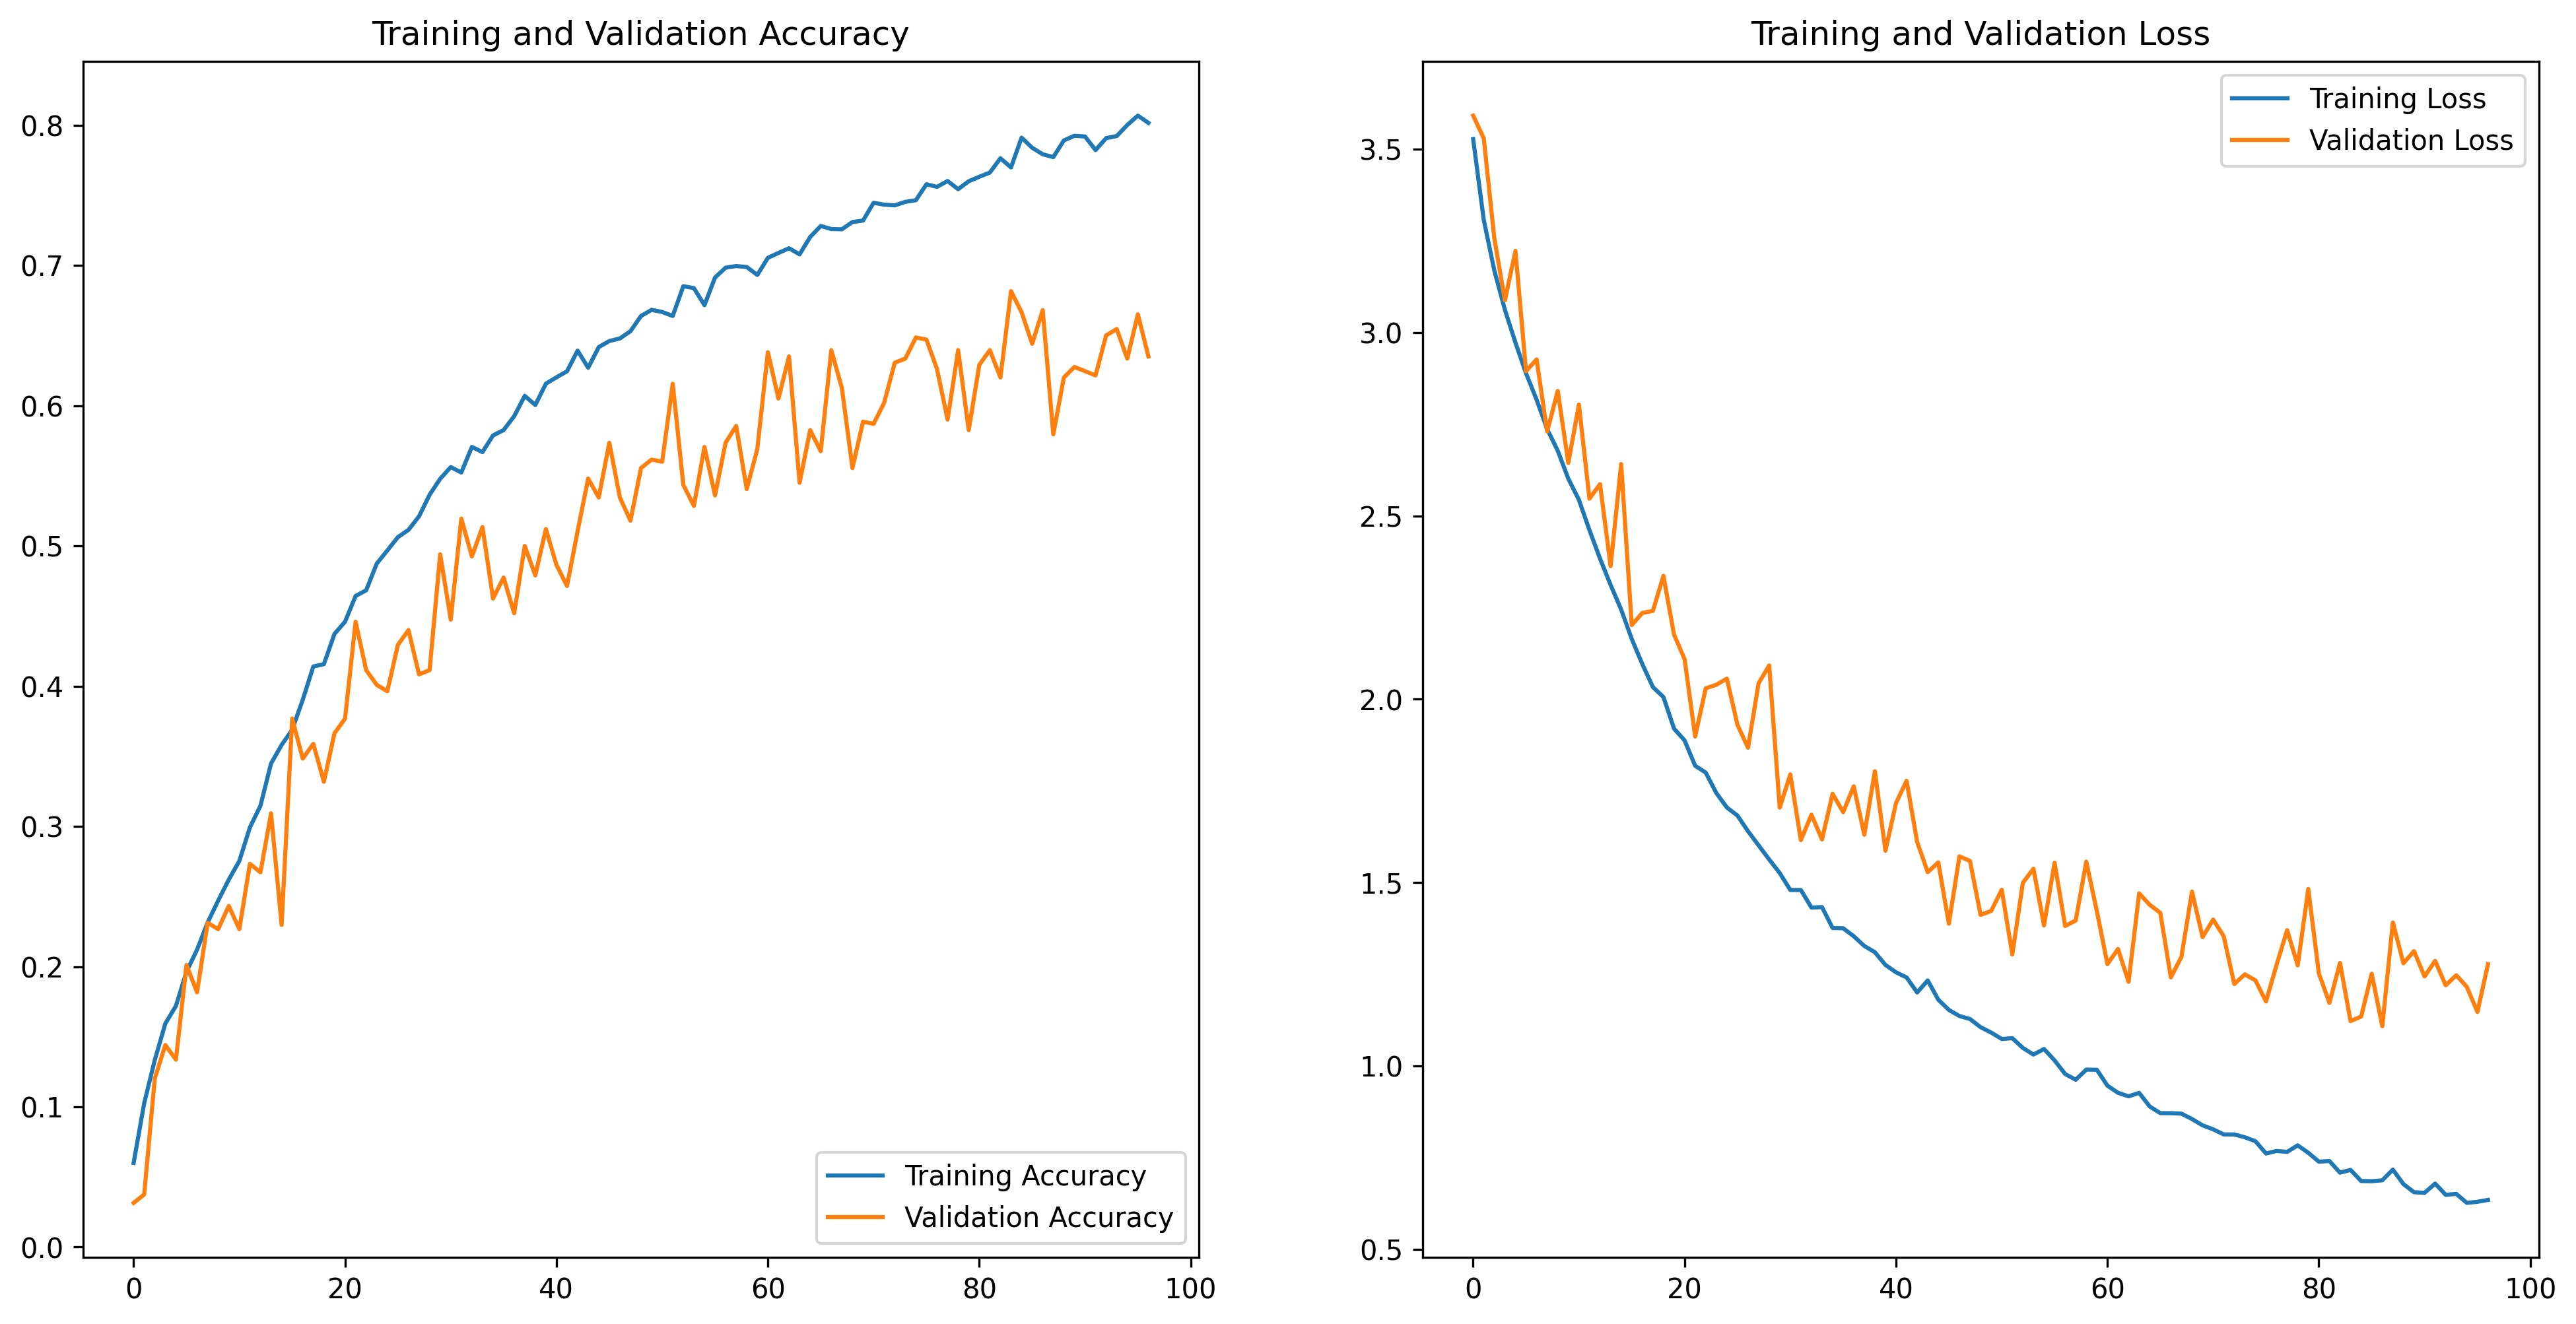 Training and Validation Accuracy
0.8
0.7
0.6
0.5
0.4
0.3
0.2
0.1
0.0
Training Accuracy
Validation Accuracy
0 20 40 60 80 100
Training and Validation Loss
Training Loss
Validation Loss
3.5
3.0
2.5
2.0
1.5
1.0
0.5
0 20 40 60 80 100